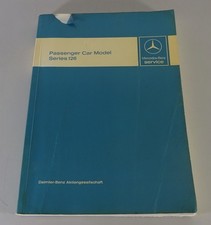 Passenger Car Model
Series 124
Mercedes-Benz
service
Daimler-Benz Aktiengesellschaft